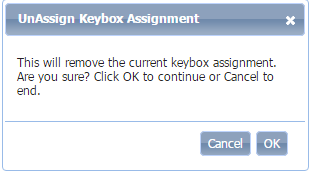 UnAssign Keybox Assignment
This will remove the current keybox assignment.
Are you sure? Click OK to continue or Cancel to
end.
Cancel OK